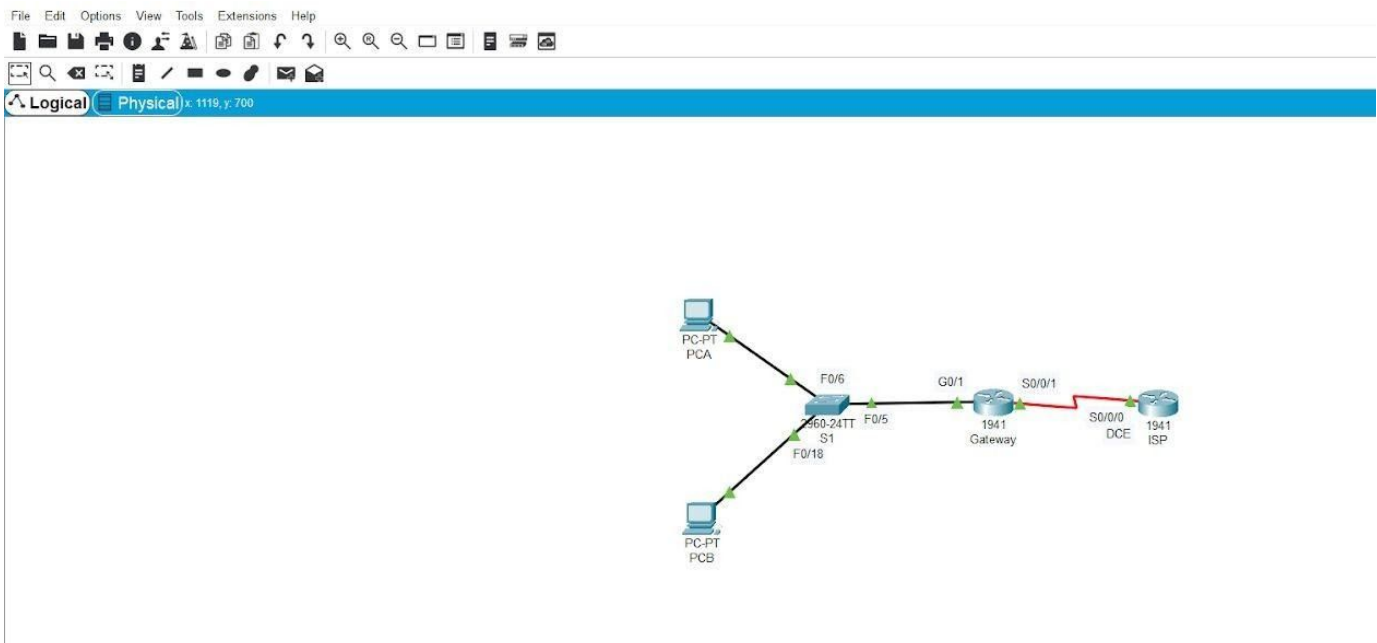 File Edit Options View Tools Extensions Help
Logical Physical x: 1119, y: 700
PC-PT
PCA
F0/6
G0/1 S0/0/1
F0/5
S0/0/0
DCE
2960-24TT
S1
1941
Gateway
1941
ISP
F0/18
PC-PT
PCB